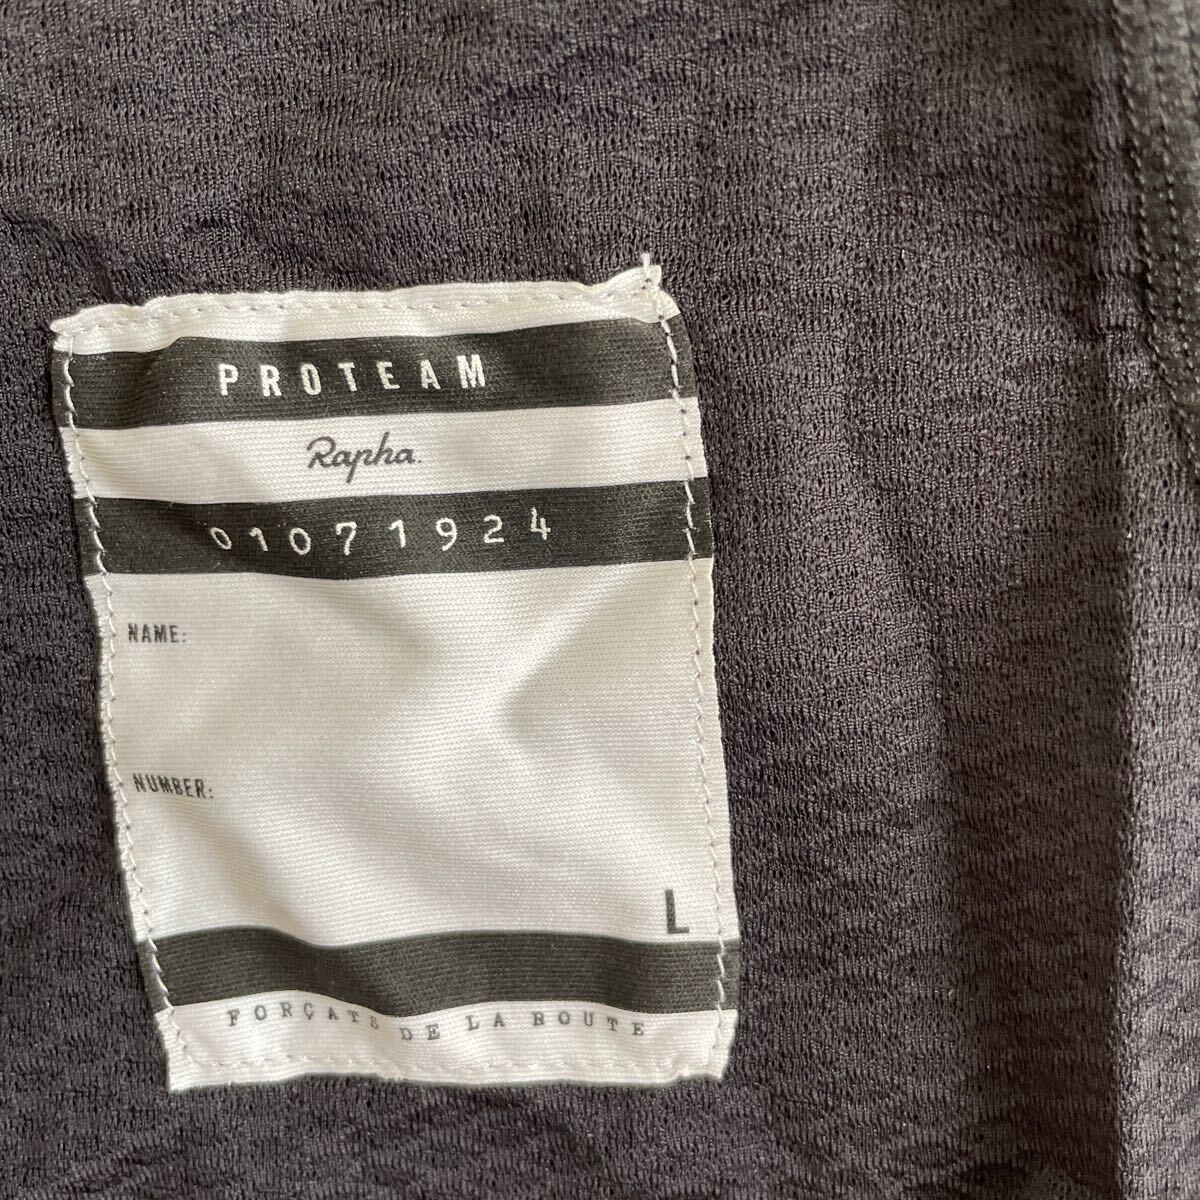 PROTEAM
Rapha.
01071924
NAME:
NUMBER:
L
FORÇATS DE LA ROUTE